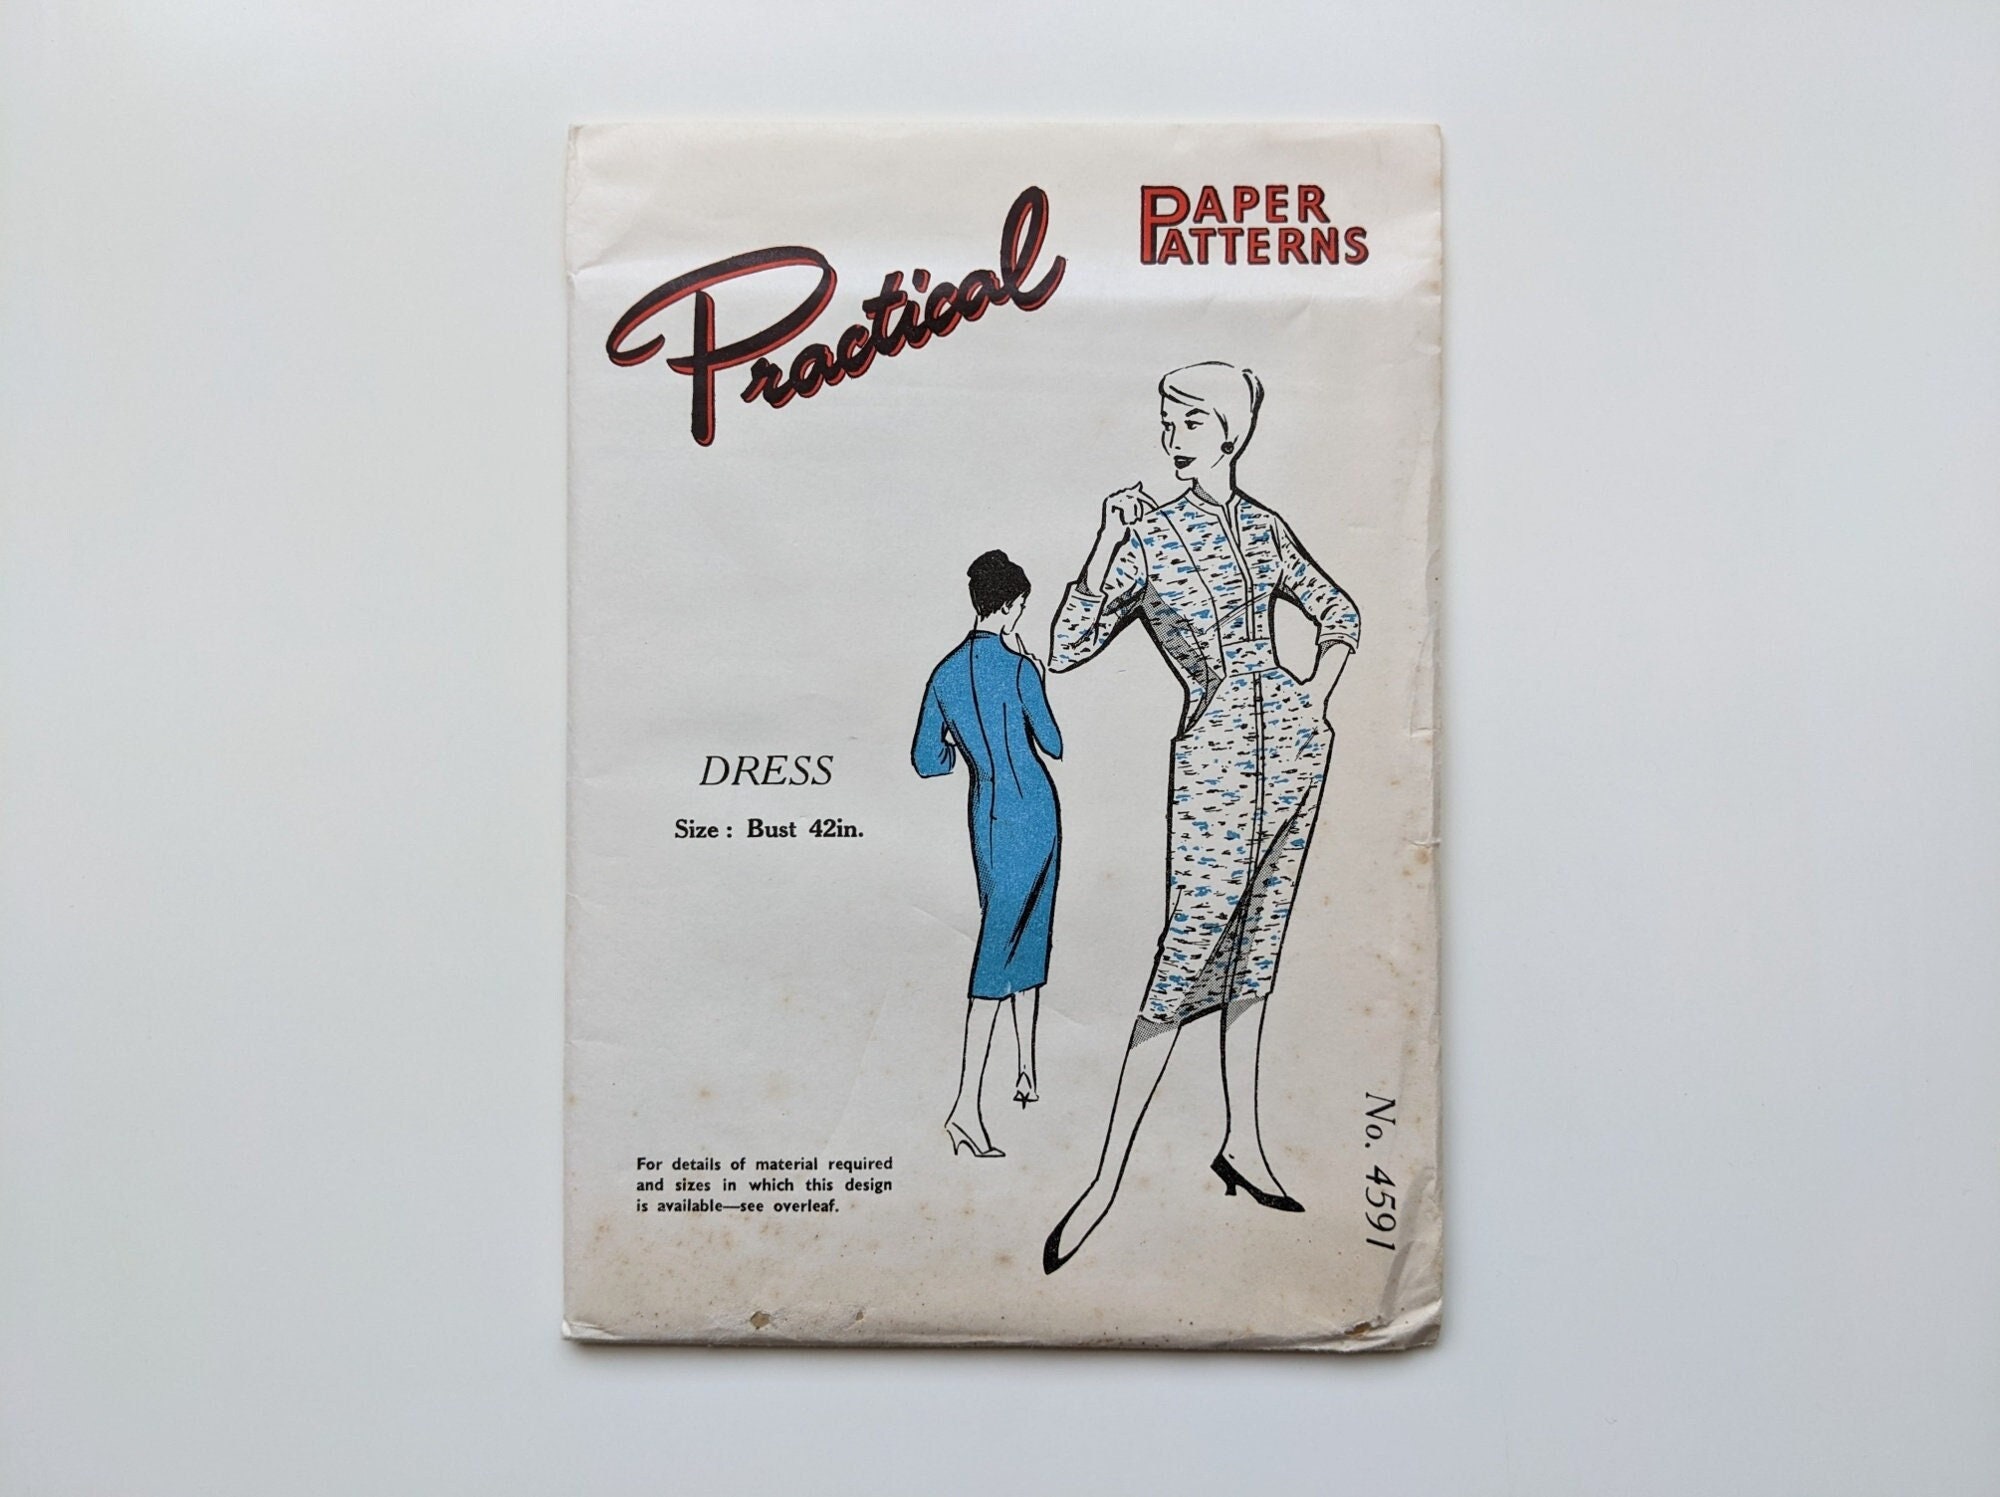 Practical
PAPER
PATTERNS
DRESS
Size : Bust 42in.
For details of material required
and sizes in which this design
is available—see overleaf.
No. 4591